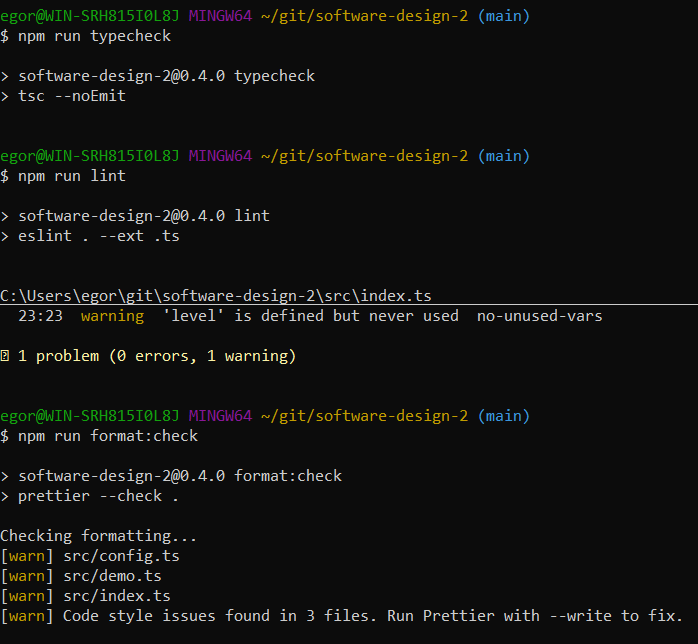 egor@WIN-SRH815I0L8J MINGW64 ~/git/software-design-2 (main)
$ npm run typecheck
> software-design-2@0.4.0 typecheck
> tsc --noEmit
egor@WIN-SRH815I0L8J MINGW64 ~/git/software-design-2 (main)
$ npm run lint
> software-design-2@0.4.0 lint
> eslint . --ext .ts
C:\Users\egor\git\software-design-2\src\index.ts
  23:23  warning  'level' is defined but never used  no-unused-vars
1 problem (0 errors, 1 warning)
egor@WIN-SRH815I0L8J MINGW64 ~/git/software-design-2 (main)
$ npm run format:check
> software-design-2@0.4.0 format:check
> prettier --check .
Checking formatting...
[warn] src/config.ts
[warn] src/demo.ts
[warn] src/index.ts
[warn] Code style issues found in 3 files. Run Prettier with --write to fix.